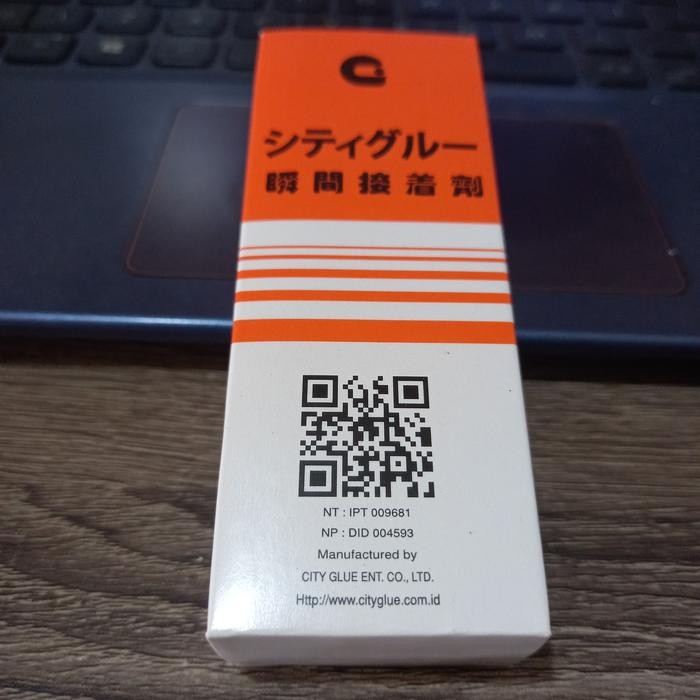 シティグルー
瞬間接着劑
NT : IPT 009681
NP : DID 004593
Manufactured by
CITY GLUE ENT. CO., LTD.
Http://www.cityglue.com.id